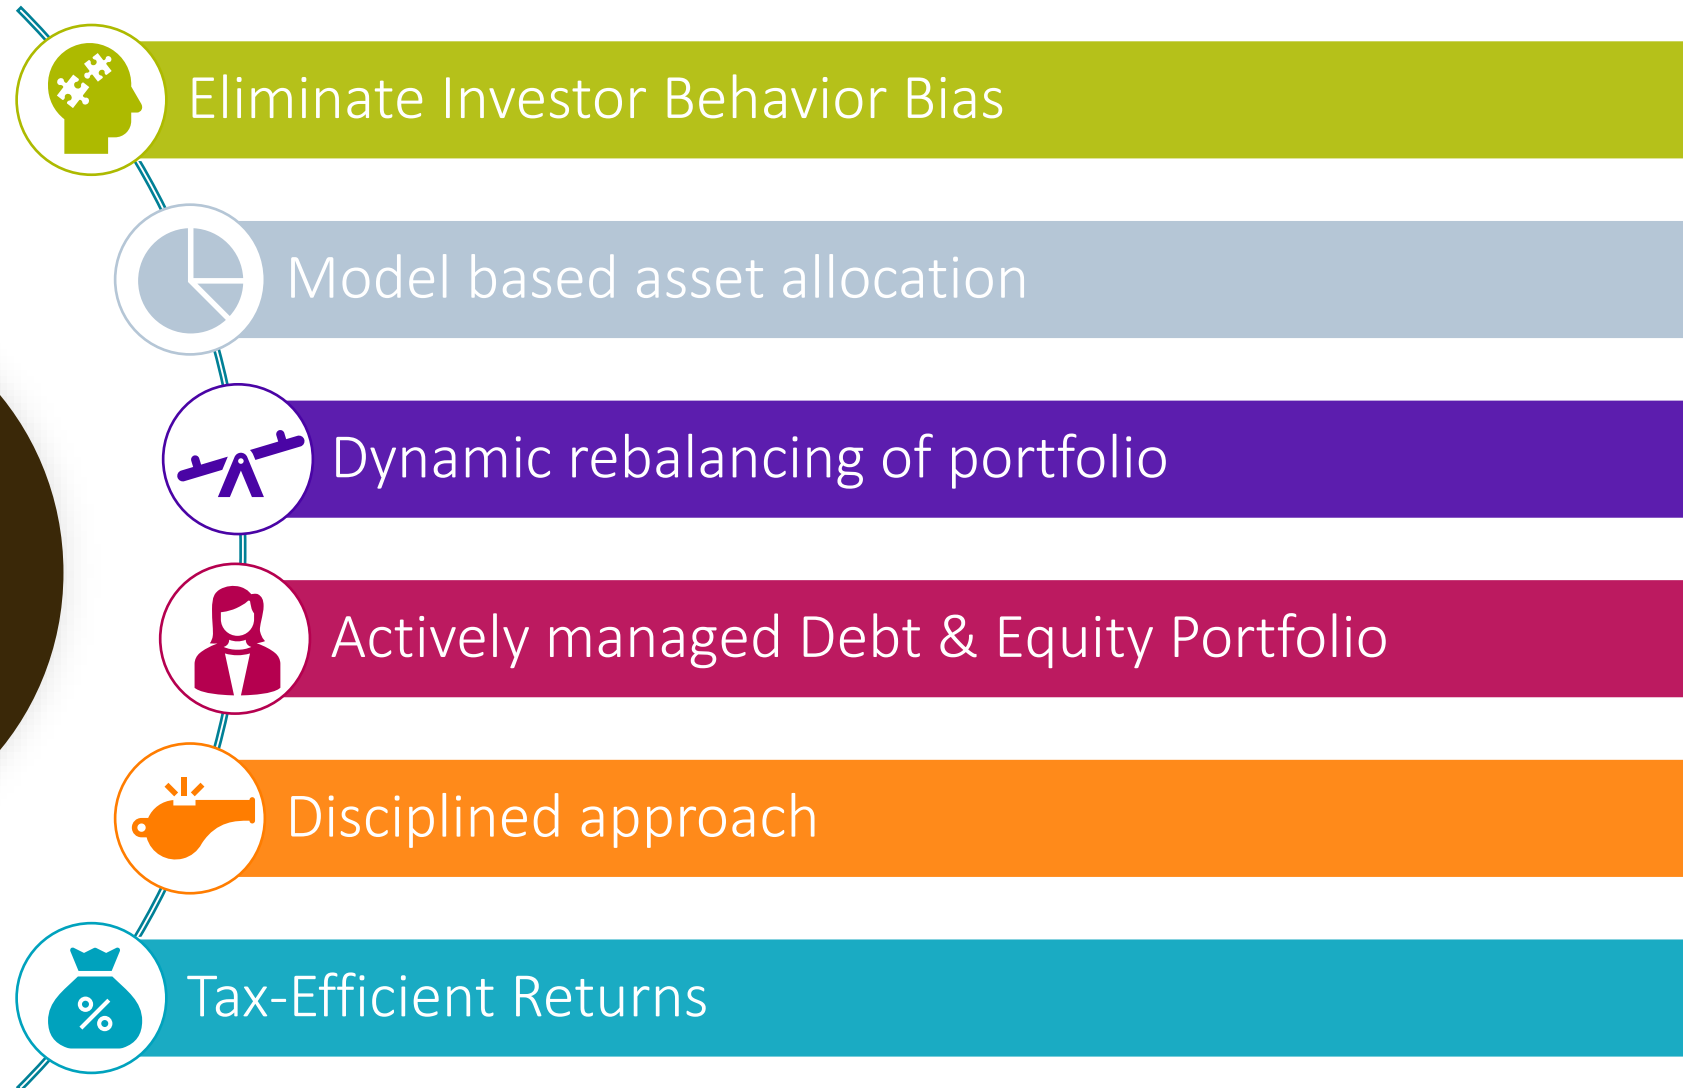 Eliminate Investor Behavior Bias
Model based asset allocation
Dynamic rebalancing of portfolio
Actively managed Debt & Equity Portfolio
Disciplined approach
%
Tax-Efficient Returns